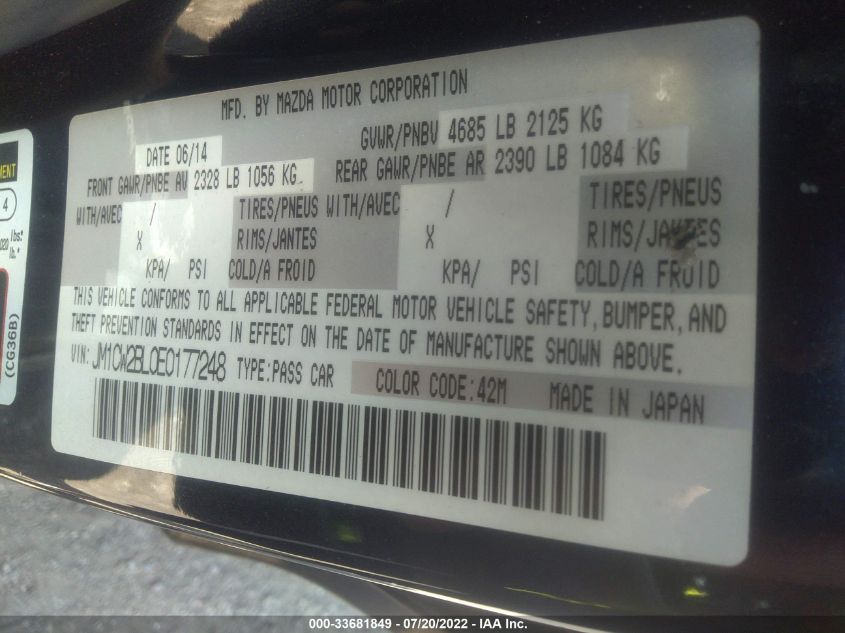 MFD. BY MAZDA MOTOR CORPORATION
DATE 06/14
GVWR/PNBV 4685 LB 2125 KG
FRONT GAWR/PNBE AV 2328 LB 1056 KG
REAR GAWR/PNBE AR 2390 LB 1084 KG
WITH/AVEC / TIRES/PNEUS WITH/AVEC / TIRES/PNEUS
X RIMS/JANTES X RIMS/JANTES
KPA/ PSI COLD/A FROID KPA/ PSI COLD/A FROID
THIS VEHICLE CONFORMS TO ALL APPLICABLE FEDERAL MOTOR VEHICLE SAFETY, BUMPER, AND
THEFT PREVENTION STANDARDS IN EFFECT ON THE DATE OF MANUFACTURE SHOWN ABOVE.
VIN: JM1CW2BL0E0177248 TYPE:PASS CAR COLOR CODE:42M MADE IN JAPAN
MENT
4
lbs:
lb.*
(CG36B)
000-33681849 - 07/20/2022 - IAA Inc.